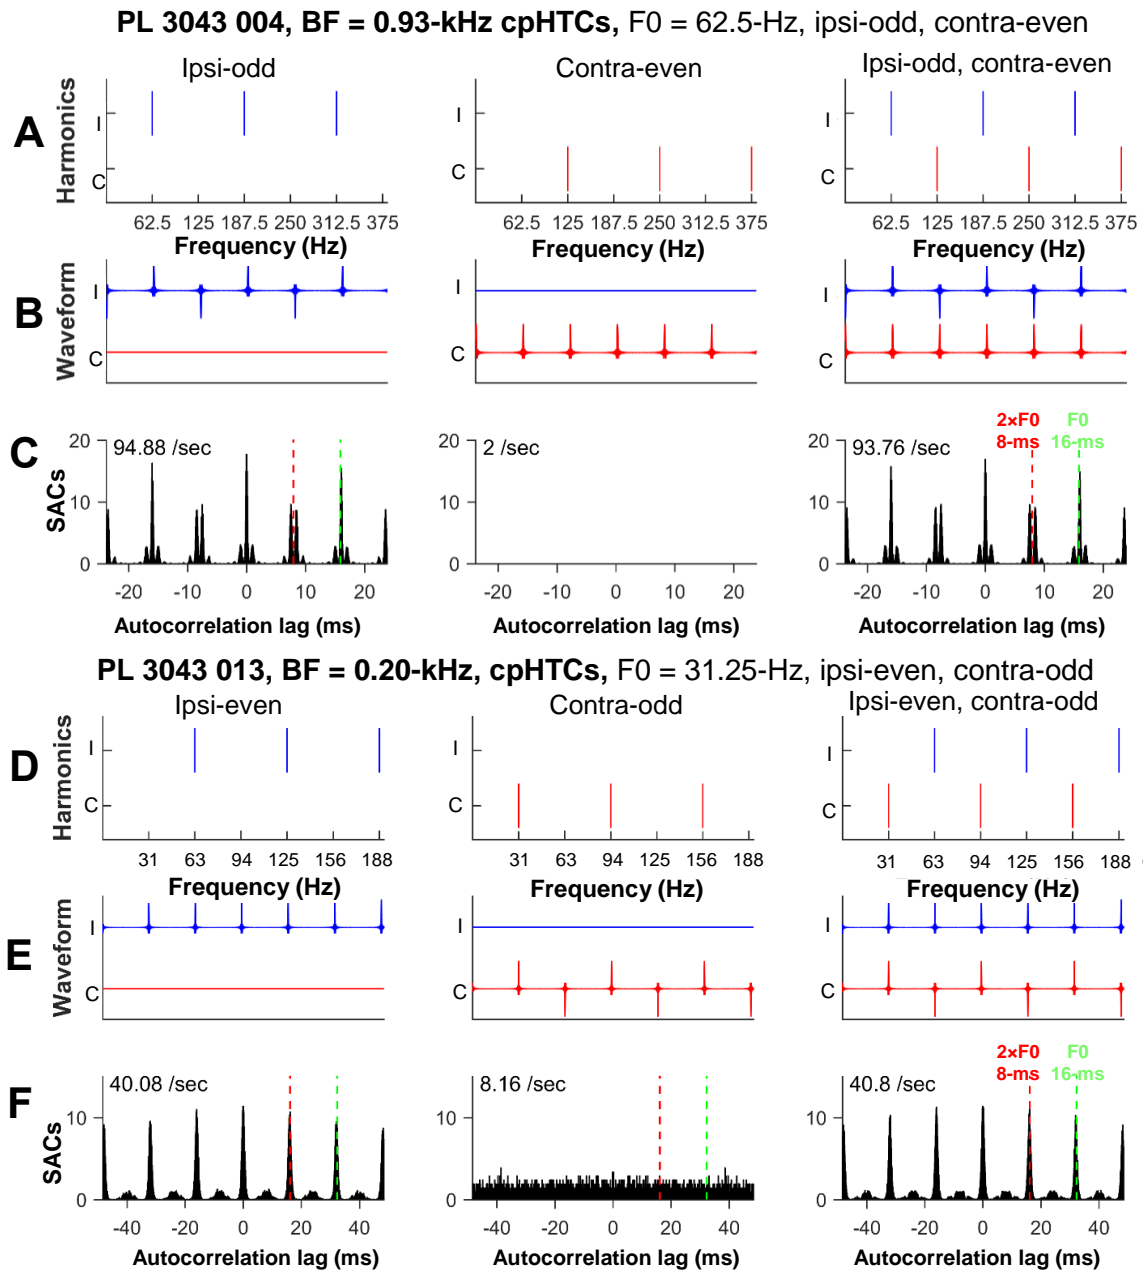 PL 3043 004, BF = 0.93-kHz cpHTCs, F0 = 62.5-Hz, ipsi-odd, contra-even
Ipsi-odd
Contra-even
Ipsi-odd, contra-even
A
Harmonics
I
C
62.5 125 187.5 250 312.5 375
Frequency (Hz)
62.5 125 187.5 250 312.5 375
Frequency (Hz)
I
C
62.5 125 187.5 250 312.5 375
Frequency (Hz)
B
Waveform
I
C
I
C
I
C
C
SACs
20
10
0
94.88 /sec
-20 -10 0 10 20
Autocorrelation lag (ms)
20
10
0
2 /sec
-20 -10 0 10 20
Autocorrelation lag (ms)
2×F0
8-ms
F0
16-ms
20
10
0
93.76 /sec
-20 -10 0 10 20
Autocorrelation lag (ms)
PL 3043 013, BF = 0.20-kHz, cpHTCs, F0 = 31.25-Hz, ipsi-even, contra-odd
Ipsi-even
Contra-odd
Ipsi-even, contra-odd
D
Harmonics
I
C
31 63 94 125 156 188
Frequency (Hz)
I
C
31 63 94 125 156 188
Frequency (Hz)
I
C
31 63 94 125 156 188
Frequency (Hz)
E
Waveform
I
C
I
C
I
C
F
SACs
10
0
40.08 /sec
-40 -20 0 20 40
Autocorrelation lag (ms)
10
0
8.16 /sec
-40 -20 0 20 40
Autocorrelation lag (ms)
2×F0
8-ms
F0
16-ms
10
0
40.8 /sec
-40 -20 0 20 40
Autocorrelation lag (ms)